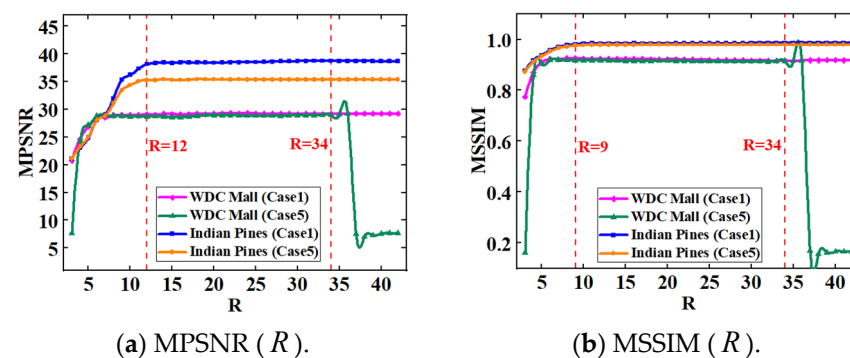 45
40
35
30
25
20
15
10
5
MPSNR
R=12
R=34
WDC Mall (Case1)
WDC Mall (Case5)
Indian Pines (Case1)
Indian Pines (Case5)
5 10 15 20 25 30 35 40
R
(a) MPSNR (R).
1.0
0.8
0.6
0.4
0.2
MSSIM
R=9
R=34
WDC Mall (Case1)
WDC Mall (Case5)
Indian Pines (Case1)
Indian Pines (Case5)
5 10 15 20 25 30 35 40
R
(b) MSSIM (R).